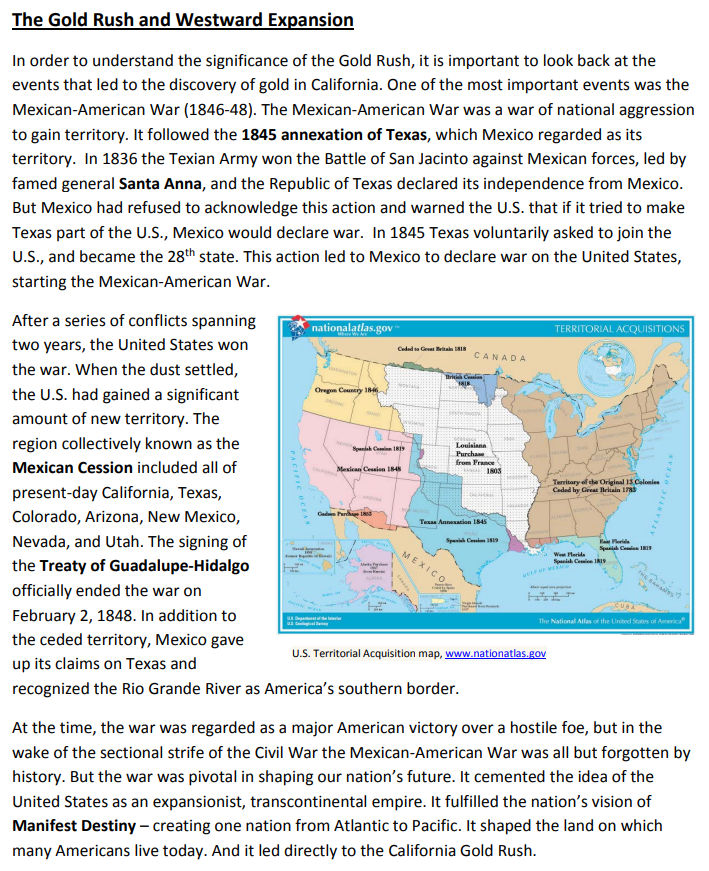 The Gold Rush and Westward Expansion
In order to understand the significance of the Gold Rush, it is important to look back at the
events that led to the discovery of gold in California. One of the most important events was the
Mexican-American War (1846-48). The Mexican-American War was a war of national aggression
to gain territory. It followed the 1845 annexation of Texas, which Mexico regarded as its
territory.  In 1836 the Texian Army won the Battle of San Jacinto against Mexican forces, led by
famed general Santa Anna, and the Republic of Texas declared its independence from Mexico.
But Mexico had refused to acknowledge this action and warned the U.S. that if it tried to make
Texas part of the U.S., Mexico would declare war.  In 1845 Texas voluntarily asked to join the
U.S., and became the 28th state. This action led to Mexico to declare war on the United States,
starting the Mexican-American War.
After a series of conflicts spanning
two years, the United States won
the war. When the dust settled,
the U.S. had gained a significant
amount of new territory. The
region collectively known as the
Mexican Cession included all of
present-day California, Texas,
Colorado, Arizona, New Mexico,
Nevada, and Utah. The signing of
the Treaty of Guadalupe-Hidalgo
officially ended the war on
February 2, 1848. In addition to
the ceded territory, Mexico gave
up its claims on Texas and
recognized the Rio Grande River as America's southern border.
nationalatlas.gov
Where We Are
TERRITORIAL ACQUISITIONS
Ceded to Great Britain 1818
CANADA
British Cession
1818
Oregon Country 1846
Spanish Cession 1819
Louisiana
Purchase
from France
1803
Mexican Cession 1848
Territory of the Original 13 Colonies
Ceded by Great Britain 1783
PACIFIC OCEAN
ATLANTIC OCEAN
Gadsen Purchase 1853
Texas Annexation 1845
Spanish Cession 1819
East Florida
Spanish Cession 1819
West Florida
Spanish Cession 1819
MEXICO
GULF OF MEXICO
CUBA
U.S. Department of the Interior
U.S. Geological Survey
The National Atlas of the United States of America®
U.S. Territorial Acquisition map, www.nationatlas.gov
At the time, the war was regarded as a major American victory over a hostile foe, but in the
wake of the sectional strife of the Civil War the Mexican-American War was all but forgotten by
history. But the war was pivotal in shaping our nation's future. It cemented the idea of the
United States as an expansionist, transcontinental empire. It fulfilled the nation's vision of
Manifest Destiny – creating one nation from Atlantic to Pacific. It shaped the land on which
many Americans live today. And it led directly to the California Gold Rush.